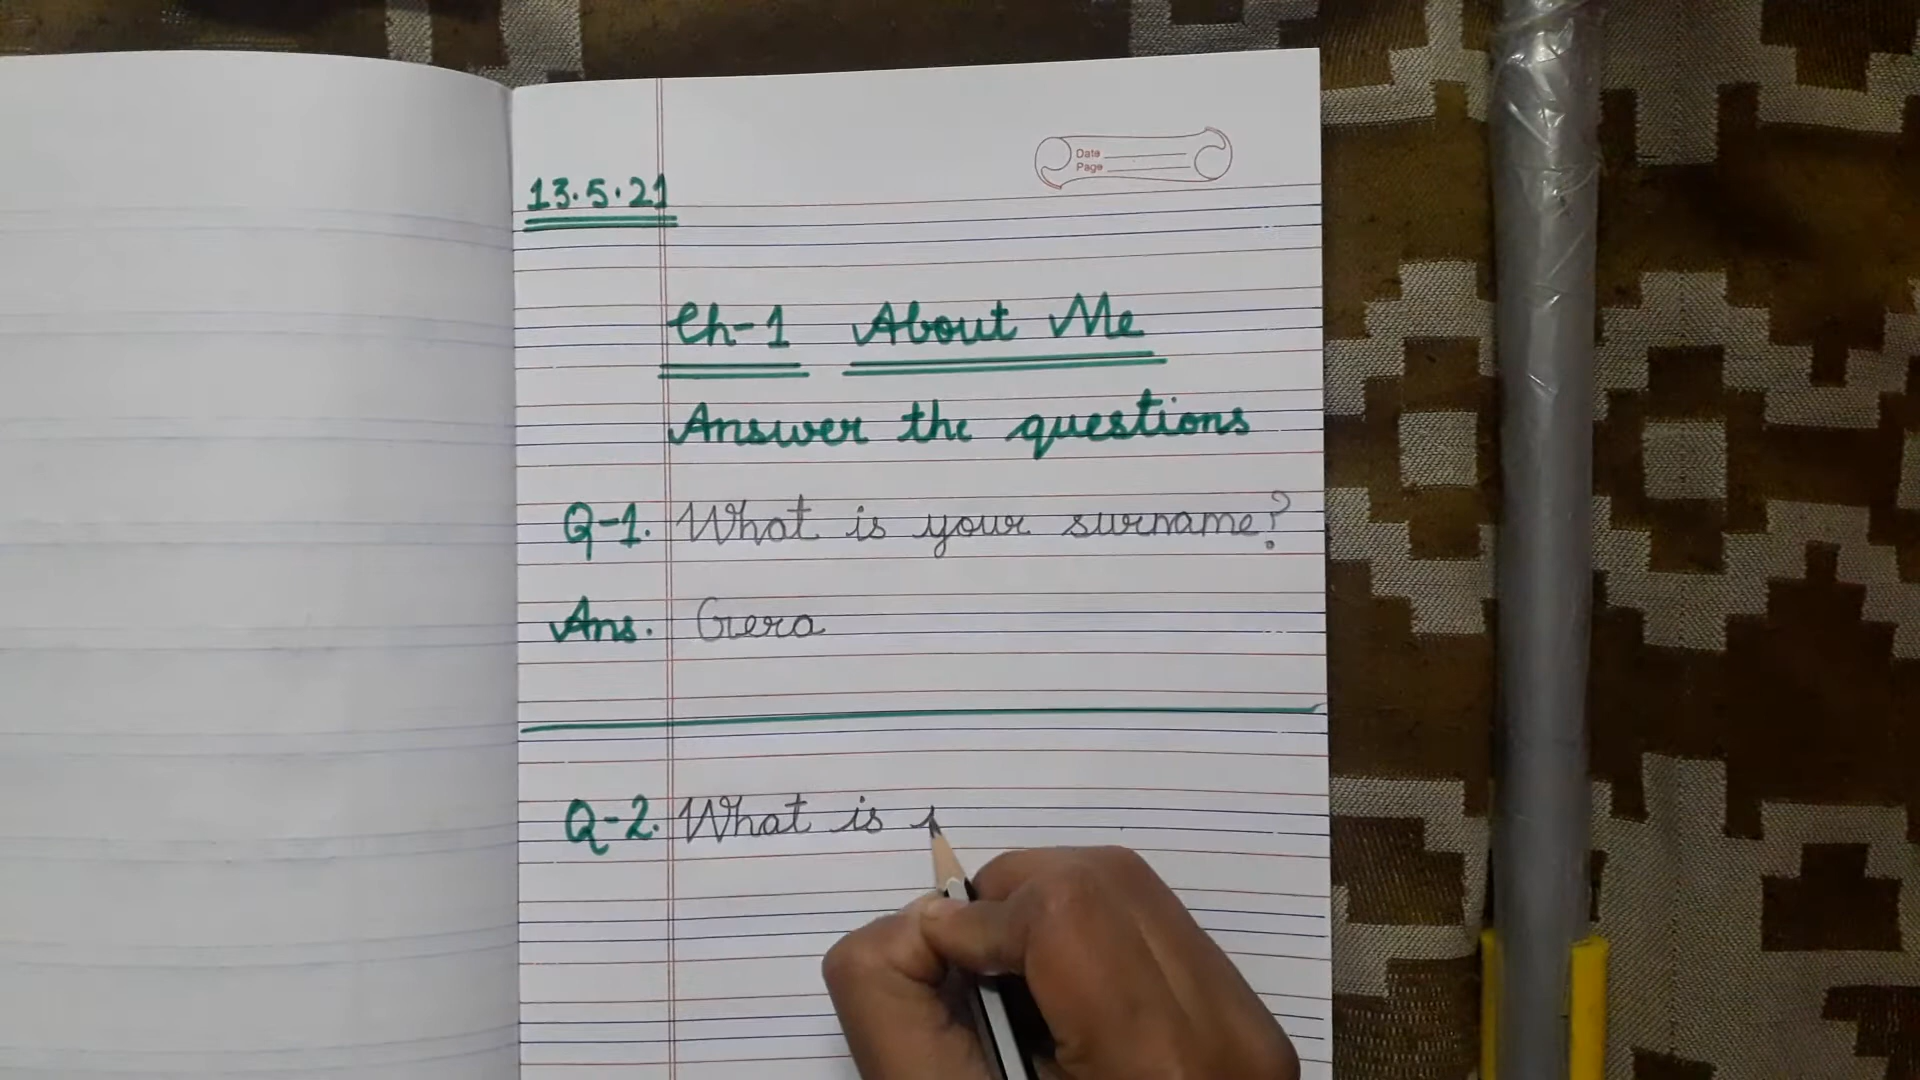 Date
Page
13.5.21
Ch-1 About Me
Answer the questions
Q-1. What is your surname?
Ans. Gera
Q-2. What is